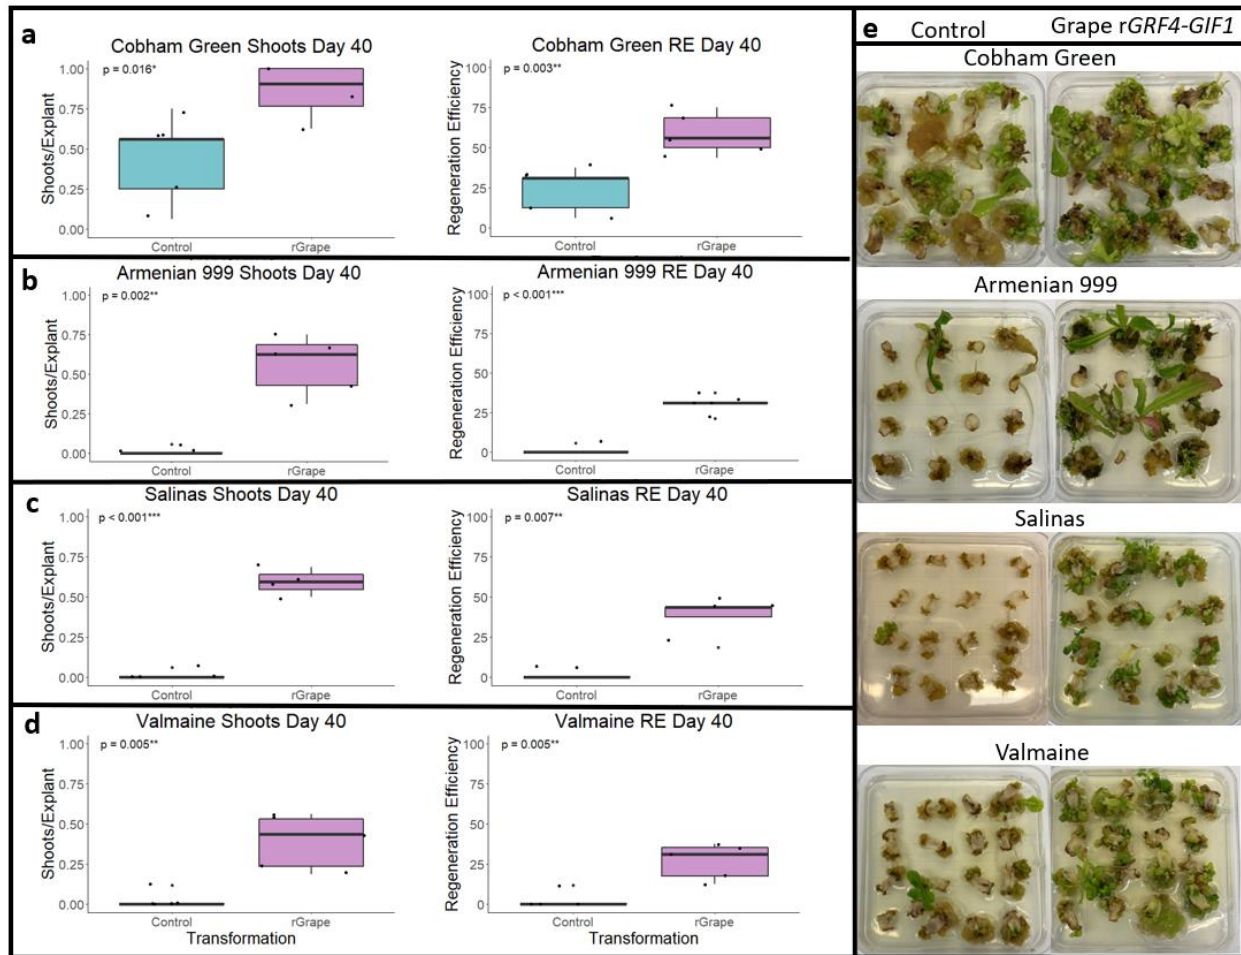 a
Cobham Green Shoots Day 40
p = 0.016*
Shoots/Explant
1.00
0.75
0.50
0.25
0.00
Control
rGrape
Cobham Green RE Day 40
p = 0.003**
Regeneration Efficiency
100
75
50
25
0
Control
rGrape
b
Armenian 999 Shoots Day 40
p = 0.002**
Shoots/Explant
1.00
0.75
0.50
0.25
0.00
Control
rGrape
Armenian 999 RE Day 40
p < 0.001***
Regeneration Efficiency
100
75
50
25
0
Control
rGrape
c
Salinas Shoots Day 40
p < 0.001***
Shoots/Explant
1.00
0.75
0.50
0.25
0.00
Control
rGrape
Salinas RE Day 40
p = 0.007**
Regeneration Efficiency
100
75
50
25
0
Control
rGrape
d
Valmaine Shoots Day 40
p = 0.005**
Shoots/Explant
1.00
0.75
0.50
0.25
0.00
Control
rGrape
Transformation
Valmaine RE Day 40
p = 0.005**
Regeneration Efficiency
100
75
50
25
0
Control
rGrape
Transformation
e
Control
Grape rGRF4-GIF1
Cobham Green
Armenian 999
Salinas
Valmaine